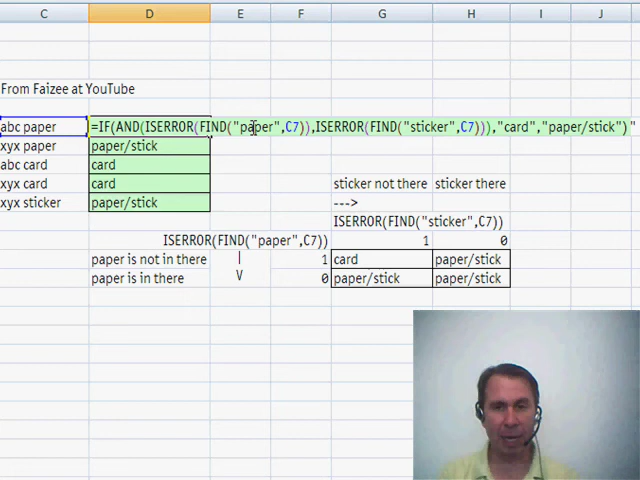 C D E F G H I J
From Faizee at YouTube
abc paper =IF(AND(ISERROR(FIND("paper",C7)),ISERROR(FIND("sticker",C7))),"card","paper/stick")"
xyx paper paper/stick
abc card card
xyx card card sticker not there sticker there
xyx sticker paper/stick --->
ISERROR(FIND("sticker",C7))
ISERROR(FIND("paper",C7)) 1 0
paper is not in there | 1 card paper/stick
paper is in there V 0 paper/stick paper/stick